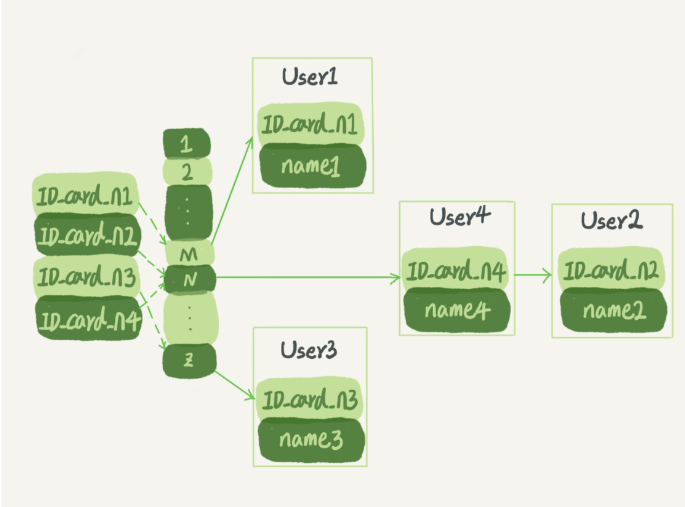 ID_card_n1
ID_card_n2
ID_card_n3
ID_card_n4
1
2
⋮
M
N
⋮
Z
User1
ID_card_n1
name1
User4
ID_card_n4
name4
User2
ID_card_n2
name2
User3
ID_card_n3
name3